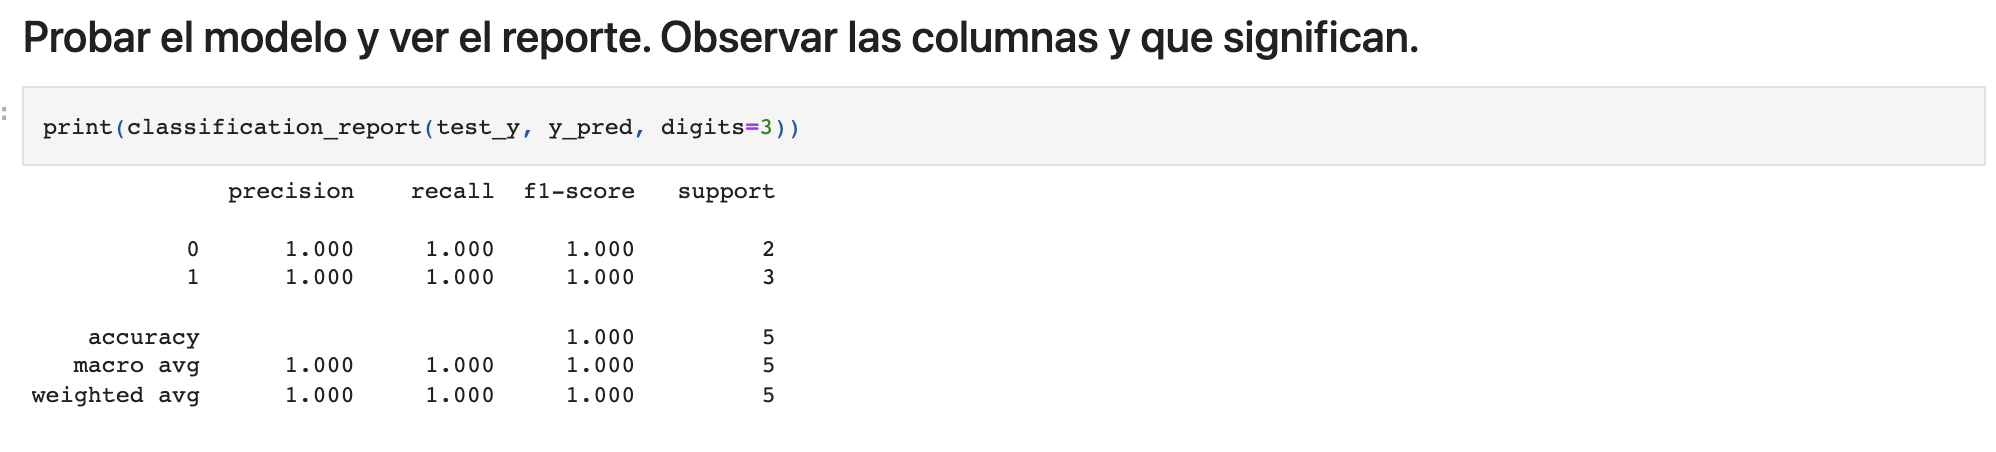 Probar el modelo y ver el reporte. Observar las columnas y que significan.
:
print(classification_report(test_y, y_pred, digits=3))
precision recall f1-score support
0 1.000 1.000 1.000 2
1 1.000 1.000 1.000 3
accuracy 1.000 5
macro avg 1.000 1.000 1.000 5
weighted avg 1.000 1.000 1.000 5